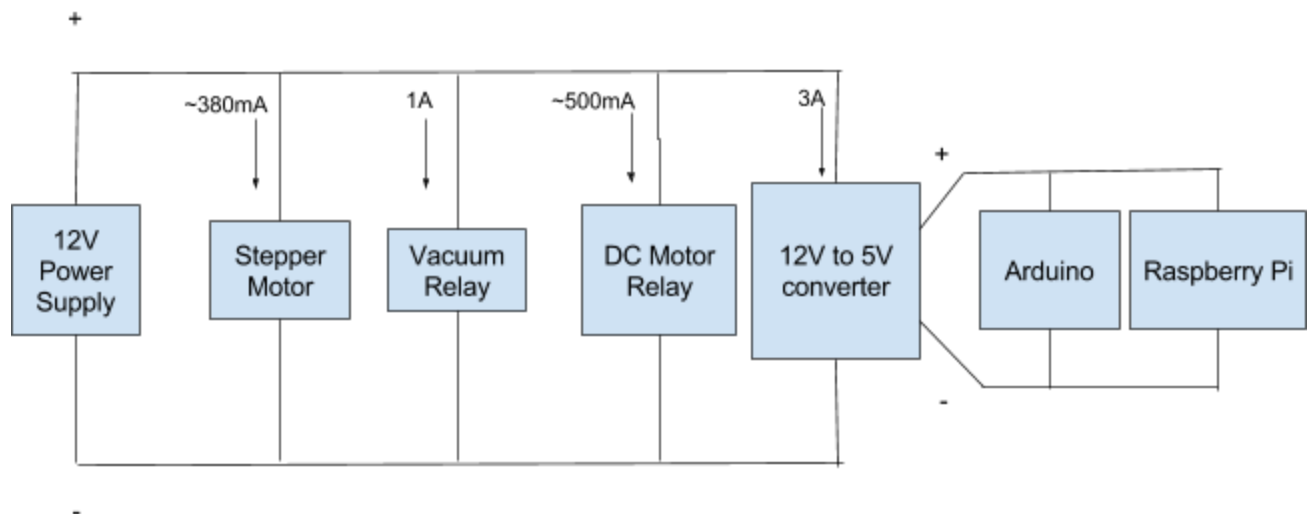 +
~380mA
1A
~500mA
3A
+
12V
Power
Supply
Stepper
Motor
Vacuum
Relay
DC Motor
Relay
12V to 5V
converter
Arduino
Raspberry Pi
-
-